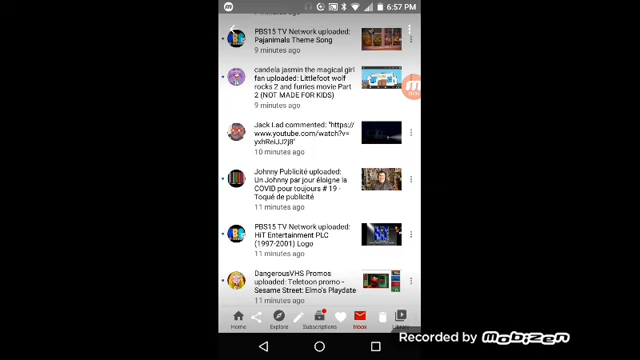 6:57 PM
PBS15 TV Network uploaded:
Pajanimals Theme Song
9 minutes ago
candela jasmin the magical girl
fan uploaded: Littlefoot wolf
rocks 2 and furries movie Part
2 (NOT MADE FOR KIDS)
9 minutes ago
Jack Lad commented: "https://
www.youtube.com/watch?v=
yxhRniJJ2j8"
10 minutes ago
Johnny Publicité uploaded:
Un Johnny par jour éloigne la
COVID pour toujours # 19 -
Toqué de publicité
11 minutes ago
PBS15 TV Network uploaded:
HiT Entertainment PLC
(1997-2001) Logo
11 minutes ago
DangerousVHS Promos
uploaded: Teletoon promo -
Sesame Street: Elmo's Playdate
11 minutes ago
Home
Explore
Subscriptions
Inbox
Library
Recorded by Mobizen